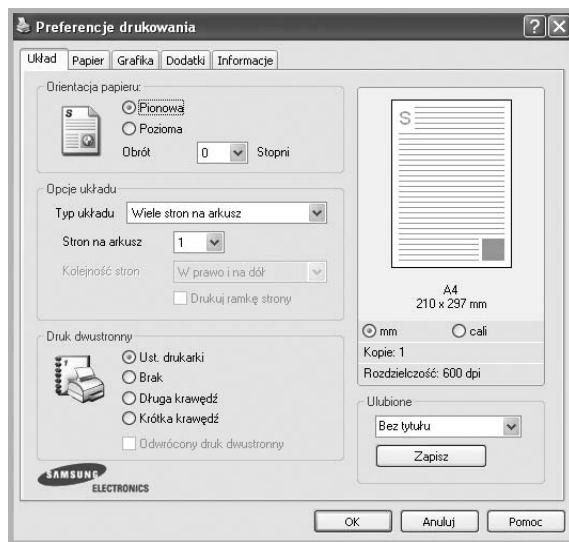 Preferencje drukowania
Układ Papier Grafika Dodatki Informacje
Orientacja papieru:
S
Pionowa
Pozioma
Obrót 0 Stopni
Opcje układu
Typ układu Wiele stron na arkusz
Stron na arkusz 1
Kolejność stron W prawo i na dół
Drukuj ramkę strony
Druk dwustronny
Ust. drukarki
Brak
Długa krawędź
Krótka krawędź
Odwrócony druk dwustronny
SAMSUNG
ELECTRONICS
S
A4
210 x 297 mm
mm cali
Kopie: 1
Rozdzielczość: 600 dpi
Ulubione
Bez tytułu
Zapisz
OK Anuluj Pomoc